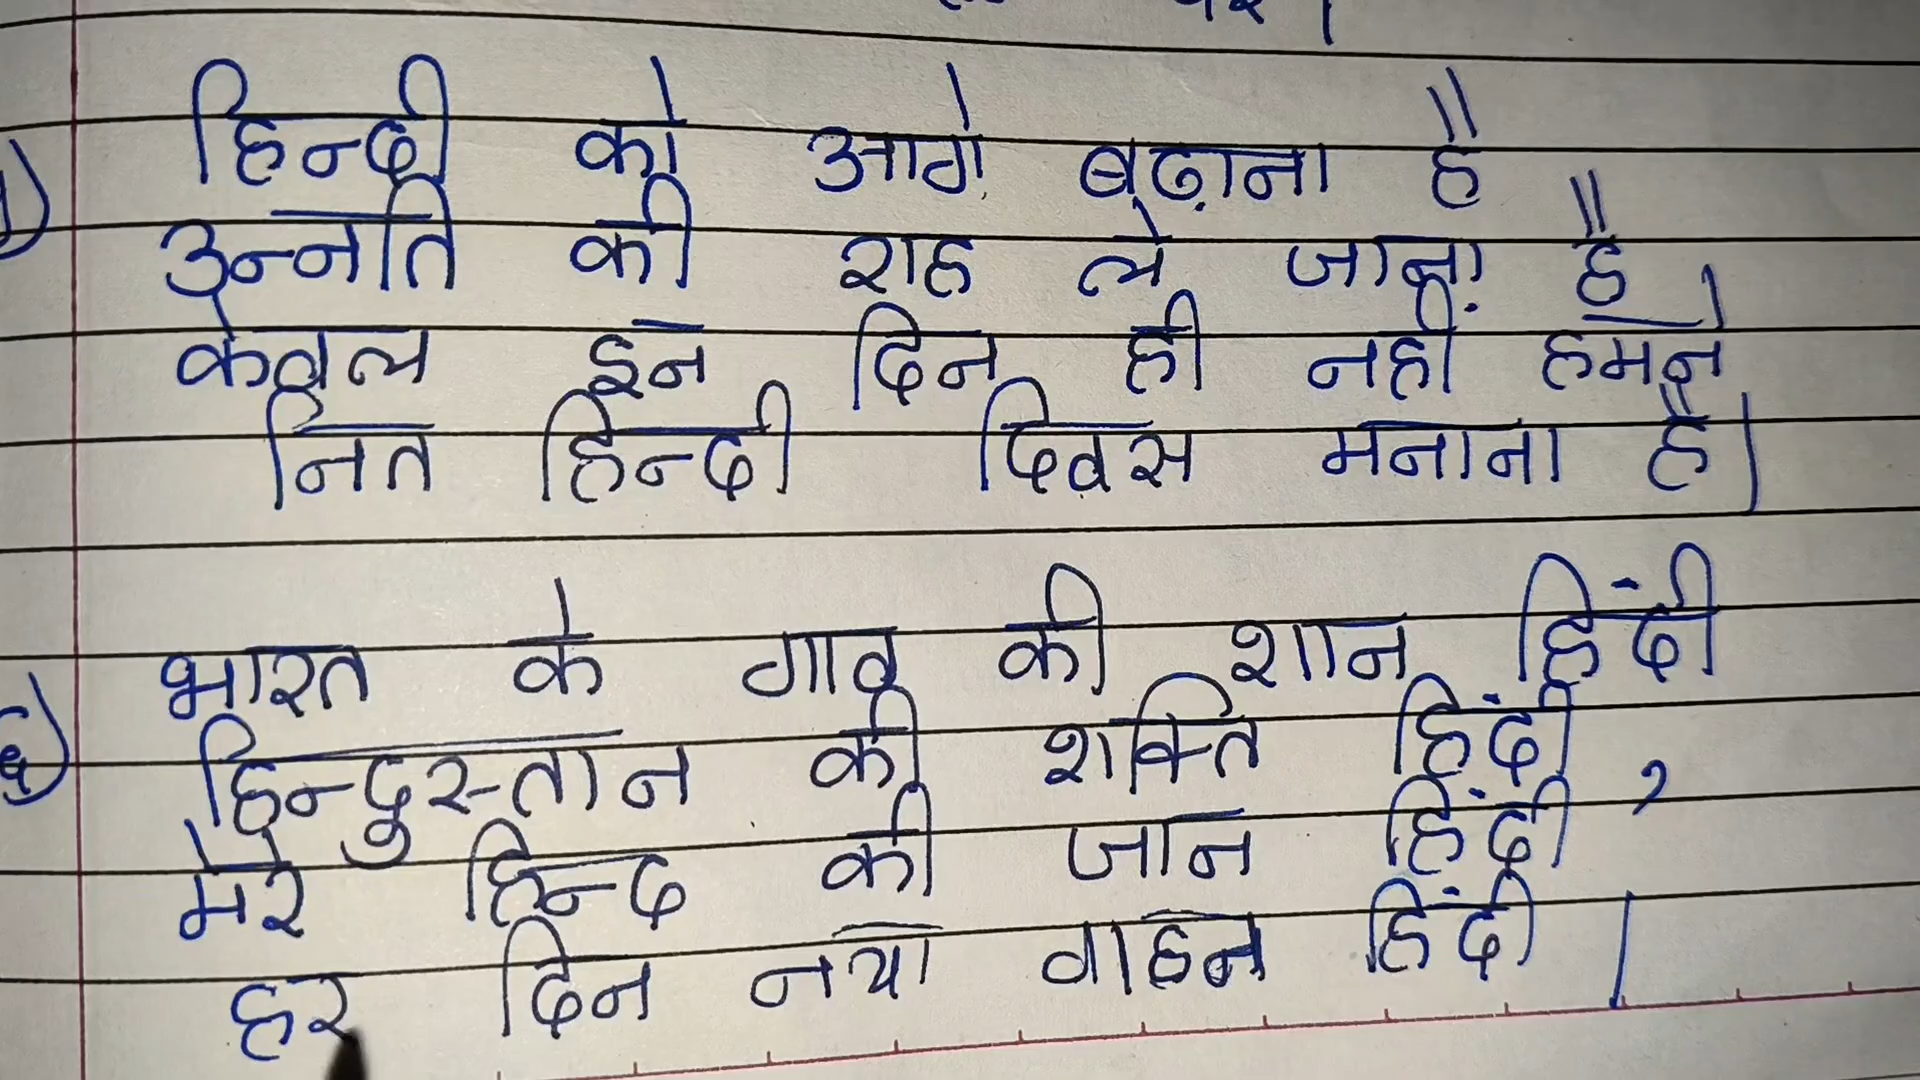 हिन्दी को आगे बढ़ाना है
उन्नति की राह ले जाना है,
केवल इन दिन ही नहीं हमने
नित हिन्दी दिवस मनाना है।
भारत के गाव की शान हिंदी
हिन्दुस्तान की शक्ति हिंदी,
मेरे हिन्द की जान हिंदी
हर दिन नया वाहन हिंदी।